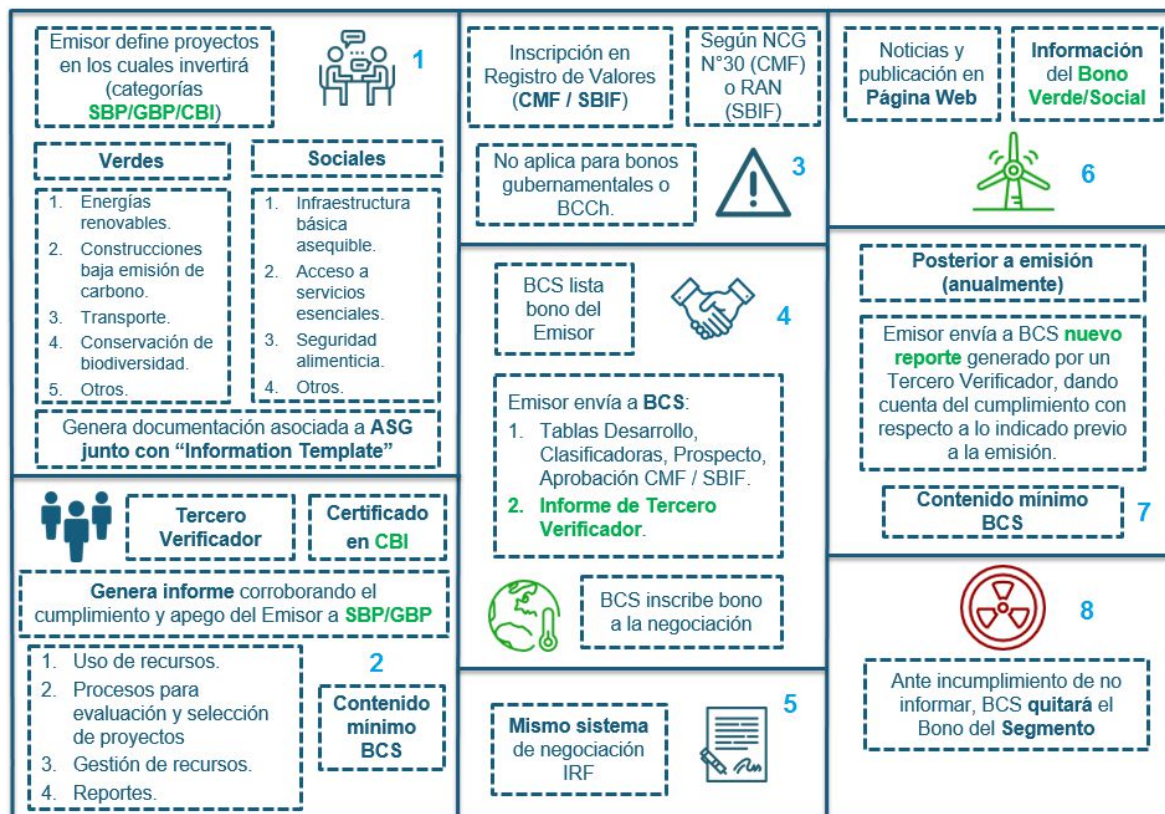 Emisor define proyectos
en los cuales invertirá
(categorías
SBP/GBP/CBI)
1
Verdes
1. Energías
renovables.
2. Construcciones
baja emisión de
carbono.
3. Transporte.
4. Conservación de
biodiversidad.
5. Otros.
Sociales
1. Infraestructura
básica
asequible.
2. Acceso a
servicios
esenciales.
3. Seguridad
alimenticia.
4. Otros.
Genera documentación asociada a ASG
junto con “Information Template”
Tercero
Verificador
Certificado
en CBI
Genera informe corroborando el
cumplimiento y apego del Emisor a SBP/GBP
1. Uso de recursos.
2. Procesos para
evaluación y selección
de proyectos
3. Gestión de recursos.
4. Reportes.
2
Contenido
mínimo
BCS
Inscripción en
Registro de Valores
(CMF / SBIF)
Según NCG
N°30 (CMF)
o RAN
(SBIF)
No aplica para bonos
gubernamentales o
BCCh.
3
BCS lista
bono del
Emisor
4
Emisor envía a BCS:
1. Tablas Desarrollo,
Clasificadoras, Prospecto,
Aprobación CMF / SBIF.
2. Informe de Tercero
Verificador.
BCS inscribe bono
a la negociación
Mismo sistema
de negociación
IRF
5
Noticias y
publicación en
Página Web
Información
del Bono
Verde/Social
6
Posterior a emisión
(anualmente)
Emisor envía a BCS nuevo
reporte generado por un
Tercero Verificador, dando
cuenta del cumplimiento con
respecto a lo indicado previo
a la emisión.
Contenido mínimo
BCS
7
8
Ante incumplimiento de no
informar, BCS quitará el
Bono del Segmento